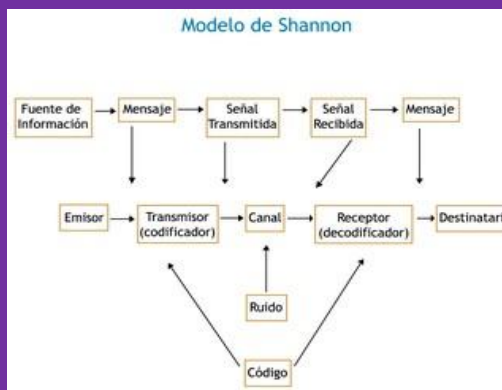 Modelo de Shannon
Fuente de
Información
Mensaje
Señal
Transmitida
Señal
Recibida
Mensaje
Emisor
Transmisor
(codificador)
Canal
Receptor
(decodificador)
Destinatari
Ruido
Código